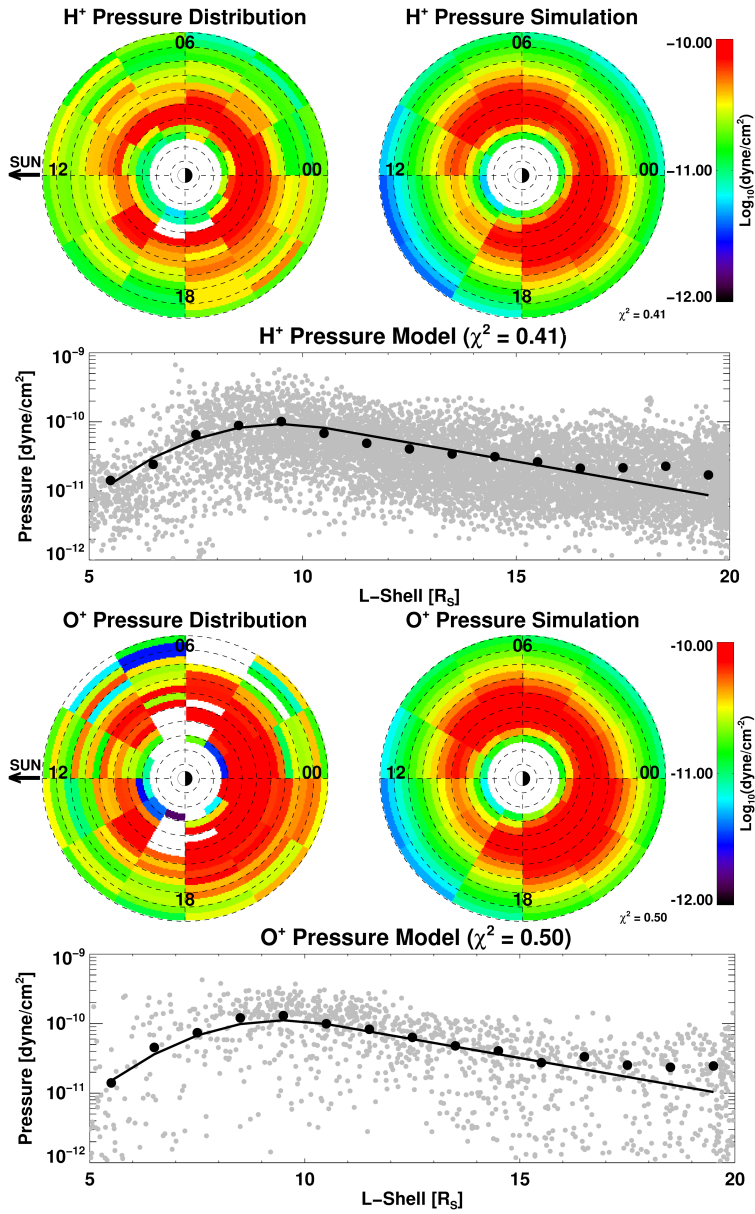 H⁺ Pressure Distribution
H⁺ Pressure Simulation
06
SUN
12
00
18
06
12
00
18
−10.00
−11.00
−12.00
Log₁₀(dyne/cm²)
χ² = 0.41
H⁺ Pressure Model (χ² = 0.41)
10⁻⁹
10⁻¹⁰
10⁻¹¹
10⁻¹²
Pressure [dyne/cm²]
5
10
15
20
L−Shell [R_S]
O⁺ Pressure Distribution
O⁺ Pressure Simulation
06
SUN
12
00
18
06
12
00
18
-10.00
-11.00
-12.00
Log₁₀(dyne/cm⁻²)
χ² = 0.50
O⁺ Pressure Model (χ² = 0.50)
10⁻⁹
10⁻¹⁰
10⁻¹¹
10⁻¹²
Pressure [dyne/cm²]
5
10
15
20
L−Shell [R_S]